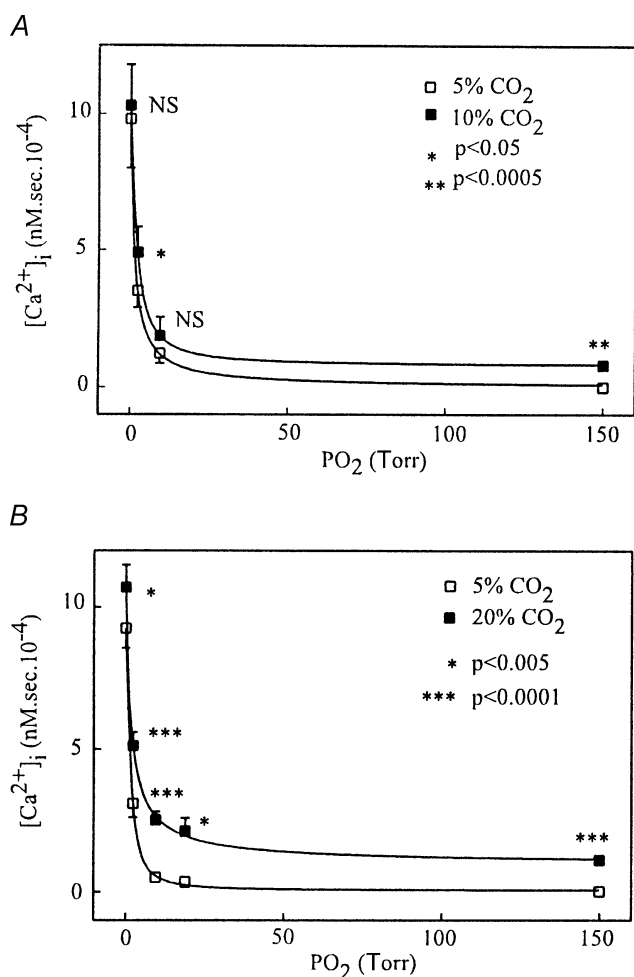 A
[Ca2+]i (nM.sec.10-4)
10
5
0
NS
*
NS
**
5% CO2
10% CO2
* p<0.05
** p<0.0005
0 50 100 150
PO2 (Torr)
B
[Ca2+]i (nM.sec.10-4)
10
5
0
*
***
***
*
***
5% CO2
20% CO2
* p<0.005
*** p<0.0001
0 50 100 150
PO2 (Torr)